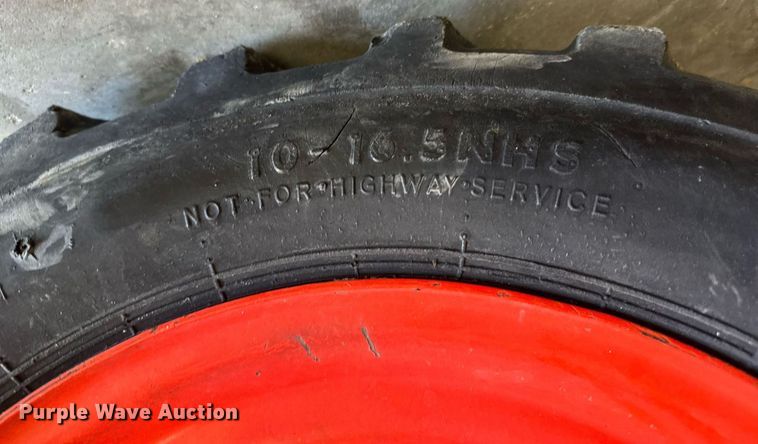 10-16.5NHS
NOT·FOR·HIGHWAY·SERVICE
Purple Wave Auction